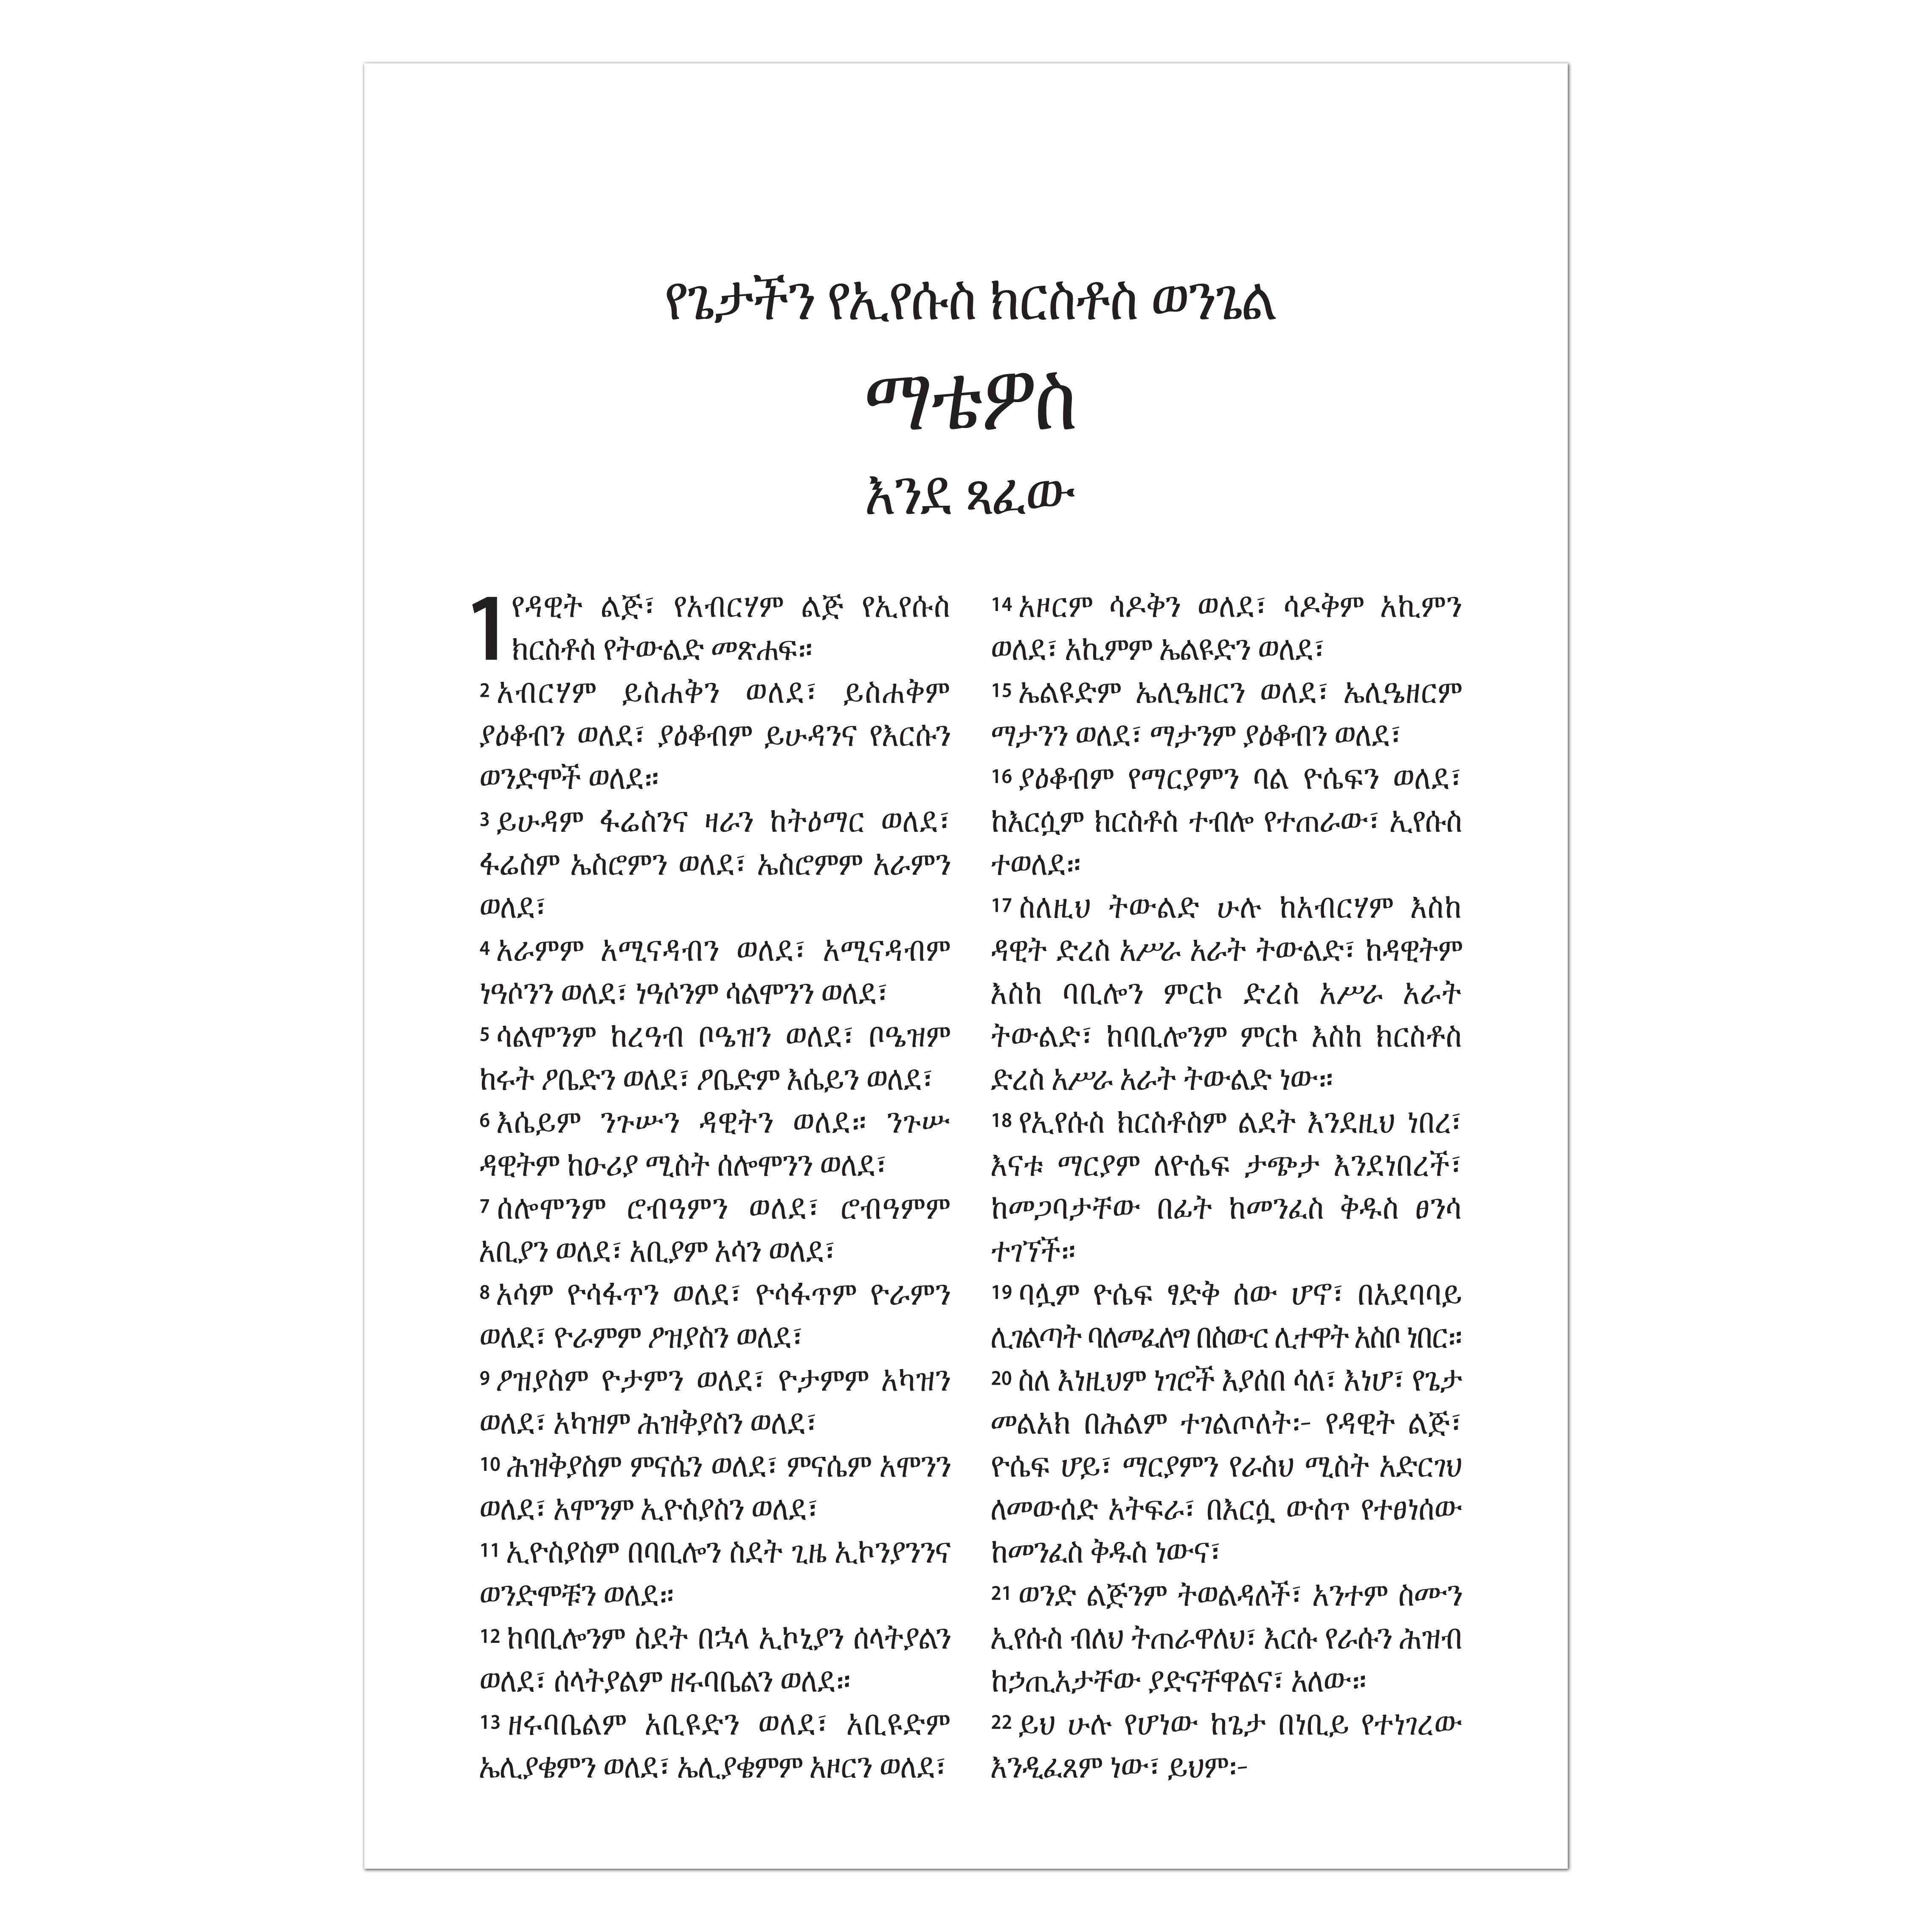 የጌታችን የኢየሱስ ክርስቶስ ወንጌል
ማቴዎስ
እንደ ጻፈው
1 የዳዊት ልጅ፣ የአብርሃም ልጅ የኢየሱስ
ክርስቶስ የትውልድ መጽሐፍ።
2 አብርሃም ይስሐቅን ወለደ፣ ይስሐቅም
ያዕቆብን ወለደ፣ ያዕቆብም ይሁዳንና የእርሱን
ወንድሞች ወለደ።
3 ይሁዳም ፋሬስንና ዛራን ከትዕማር ወለደ፣
ፋሬስም ኤስሮምን ወለደ፣ ኤስሮምም አራምን
ወለደ፣
4 አራምም አሚናዳብን ወለደ፣ አሚናዳብም
ነዓሶንን ወለደ፣ ነዓሶንም ሳልሞንን ወለደ፣
5 ሳልሞንም ከረዓብ ቦዔዝን ወለደ፣ ቦዔዝም
ከሩት ዖቤድን ወለደ፣ ዖቤድም እሴይን ወለደ፣
6 እሴይም ንጉሡን ዳዊትን ወለደ። ንጉሡ
ዳዊትም ከዑሪያ ሚስት ሰሎሞንን ወለደ፣
7 ሰሎሞንም ሮብዓምን ወለደ፣ ሮብዓምም
አቢያን ወለደ፣ አቢያም አሳን ወለደ፣
8 አሳም ዮሳፋጥን ወለደ፣ ዮሳፋጥም ዮራምን
ወለደ፣ ዮራምም ዖዝያስን ወለደ፣
9 ዖዝያስም ዮታምን ወለደ፣ ዮታምም አካዝን
ወለደ፣ አካዝም ሕዝቅያስን ወለደ፣
10 ሕዝቅያስም ምናሴን ወለደ፣ ምናሴም አሞንን
ወለደ፣ አሞንም ኢዮስያስን ወለደ፣
11 ኢዮስያስም በባቢሎን ስደት ጊዜ ኢኮንያንንና
ወንድሞቹን ወለደ።
12 ከባቢሎንም ስደት በኋላ ኢኮኒያን ሰላትያልን
ወለደ፣ ሰላትያልም ዘሩባቤልን ወለደ።
13 ዘሩባቤልም አቢዩድን ወለደ፣ አቢዩድም
ኤሊያቄምን ወለደ፣ ኤሊያቄምም አዞርን ወለደ፣
14 አዞርም ሳዶቅን ወለደ፣ ሳዶቅም አኪምን
ወለደ፣ አኪምም ኤልዩድን ወለደ፣
15 ኤልዩድም ኤሊዔዘርን ወለደ፣ ኤሊዔዘርም
ማታንን ወለደ፣ ማታንም ያዕቆብን ወለደ፣
16 ያዕቆብም የማርያምን ባል ዮሴፍን ወለደ፣
ከእርሷም ክርስቶስ ተብሎ የተጠራው፣ ኢየሱስ
ተወለደ።
17 ስለዚህ ትውልድ ሁሉ ከአብርሃም እስከ
ዳዊት ድረስ አሥራ አራት ትውልድ፣ ከዳዊትም
እስከ ባቢሎን ምርኮ ድረስ አሥራ አራት
ትውልድ፣ ከባቢሎንም ምርኮ እስከ ክርስቶስ
ድረስ አሥራ አራት ትውልድ ነው።
18 የኢየሱስ ክርስቶስም ልደት እንደዚህ ነበረ፣
እናቱ ማርያም ለዮሴፍ ታጭታ እንደነበረች፣
ከመጋባታቸው በፊት ከመንፈስ ቅዱስ ፀንሳ
ተገኘች።
19 ባሏም ዮሴፍ ፃድቅ ሰው ሆኖ፣ በአደባባይ
ሊገልጣት ባለመፈለግ በስውር ሊተዋት አስቦ ነበር።
20 ስለ እነዚህም ነገሮች እያሰበ ሳለ፣ እነሆ፣ የጌታ
መልአክ በሕልም ተገልጦለት፡- የዳዊት ልጅ፣
ዮሴፍ ሆይ፣ ማርያምን የራስህ ሚስት አድርገህ
ለመውሰድ አትፍራ፣ በእርሷ ውስጥ የተፀነሰው
ከመንፈስ ቅዱስ ነውና፣
21 ወንድ ልጅንም ትወልዳለች፣ አንተም ስሙን
ኢየሱስ ብለህ ትጠራዋለህ፣ እርሱ የራሱን ሕዝብ
ከኃጢአታቸው ያድናቸዋልና፣ አለው።
22 ይህ ሁሉ የሆነው ከጌታ በነቢይ የተነገረው
እንዲፈጸም ነው፣ ይህም፡-